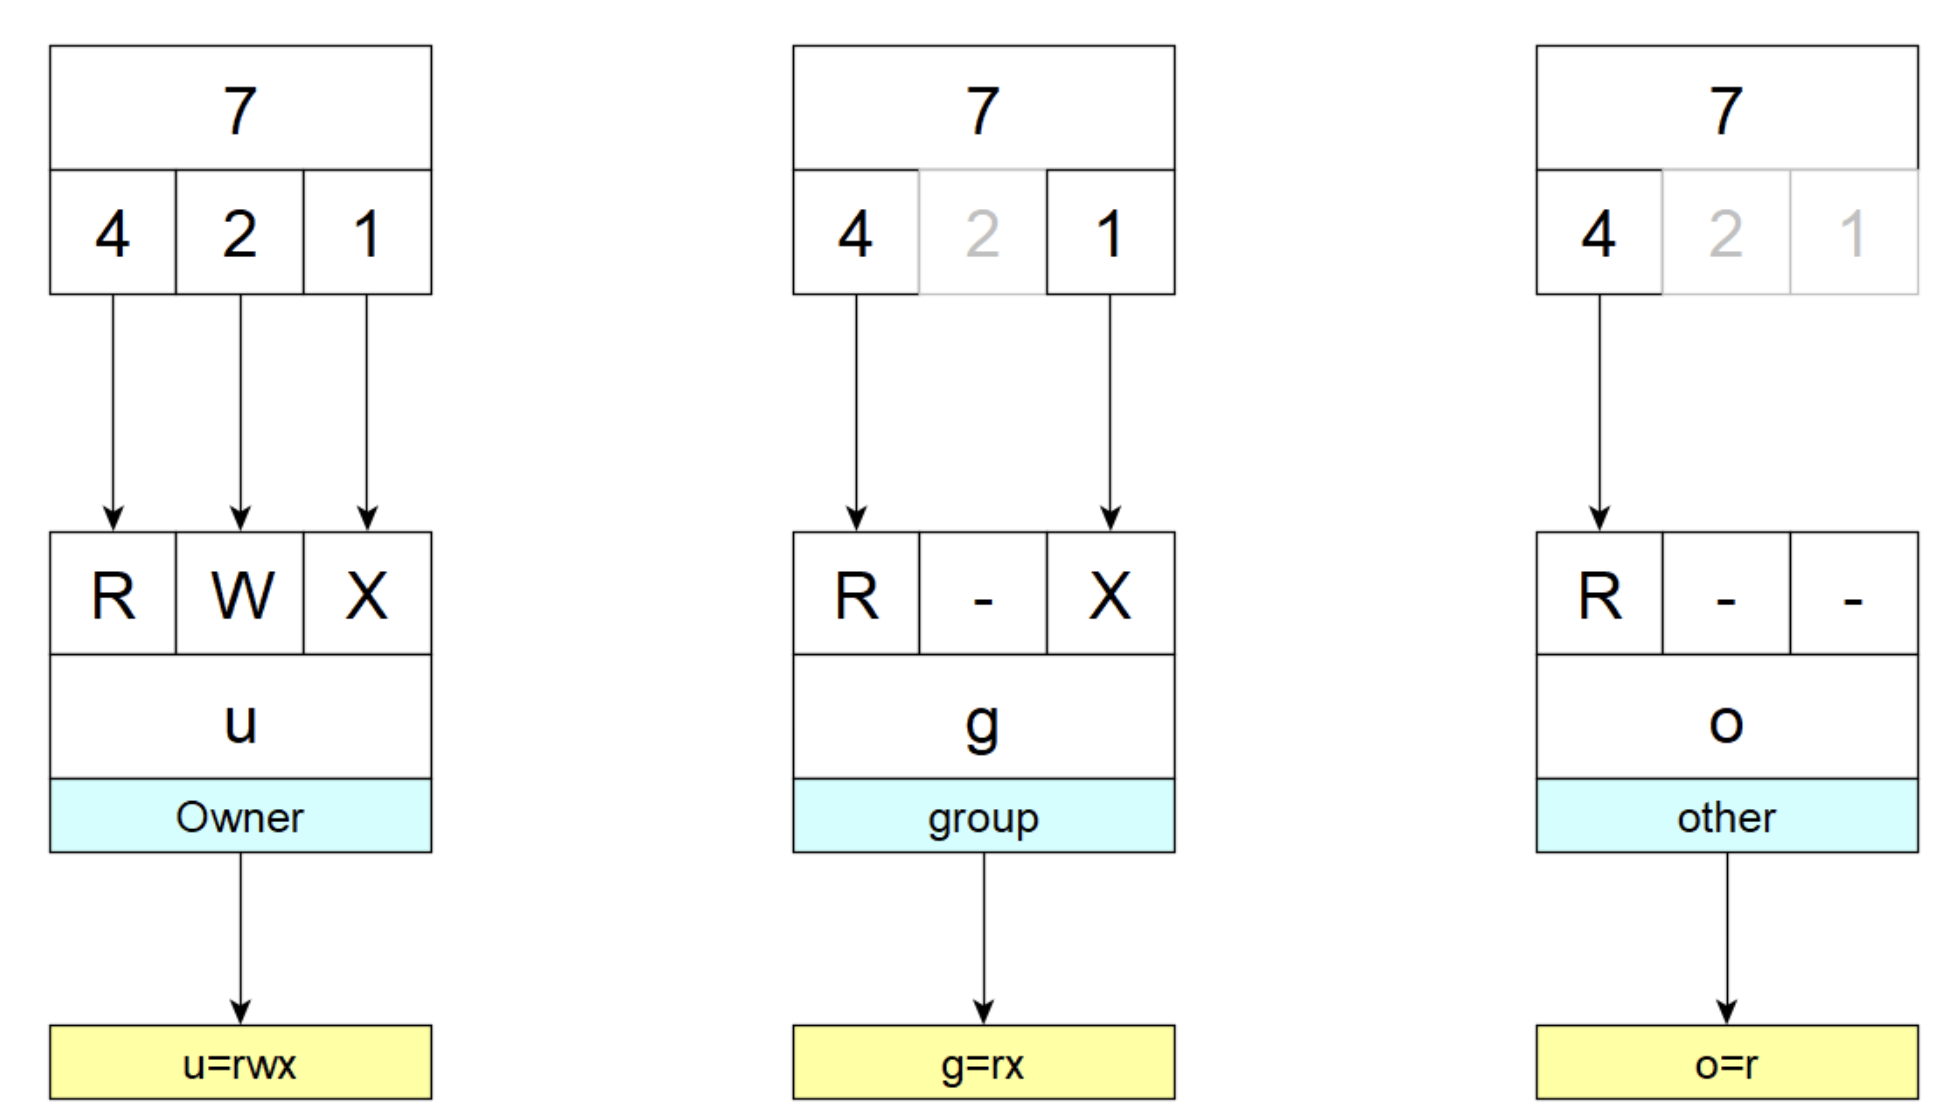 7 7 7
4 2 1 4 2 1 4 2 1
R W X R - X R - -
u g o
Owner group other
u=rwx g=rx o=r